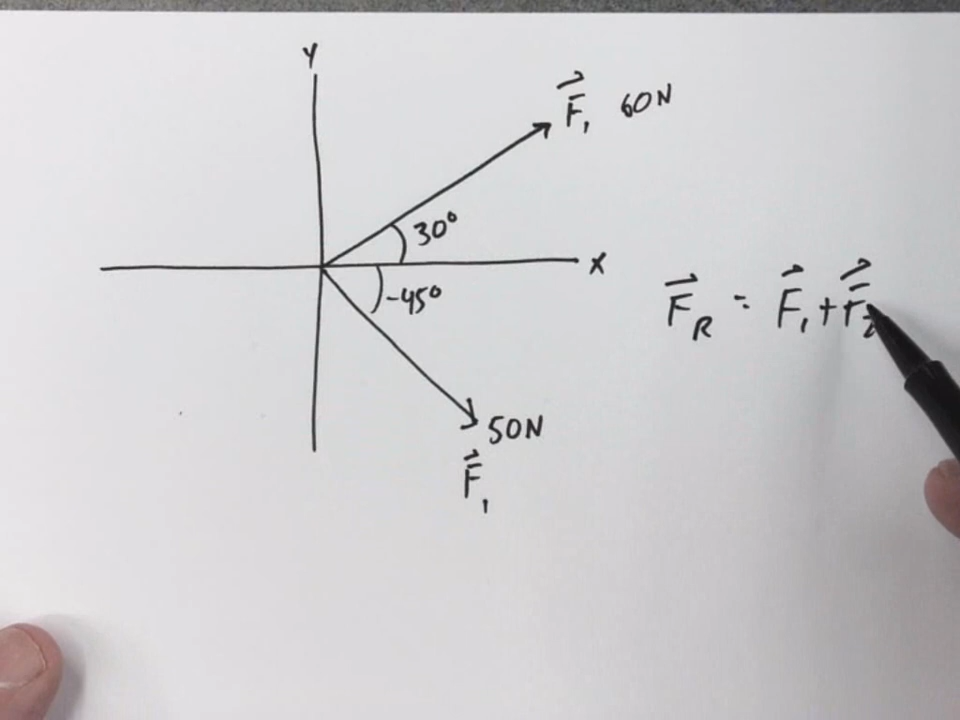 Y
F⃗₁ 60N
30°
X
-45°
F⃗R = F⃗₁ + F⃗₂
50N
F⃗₁